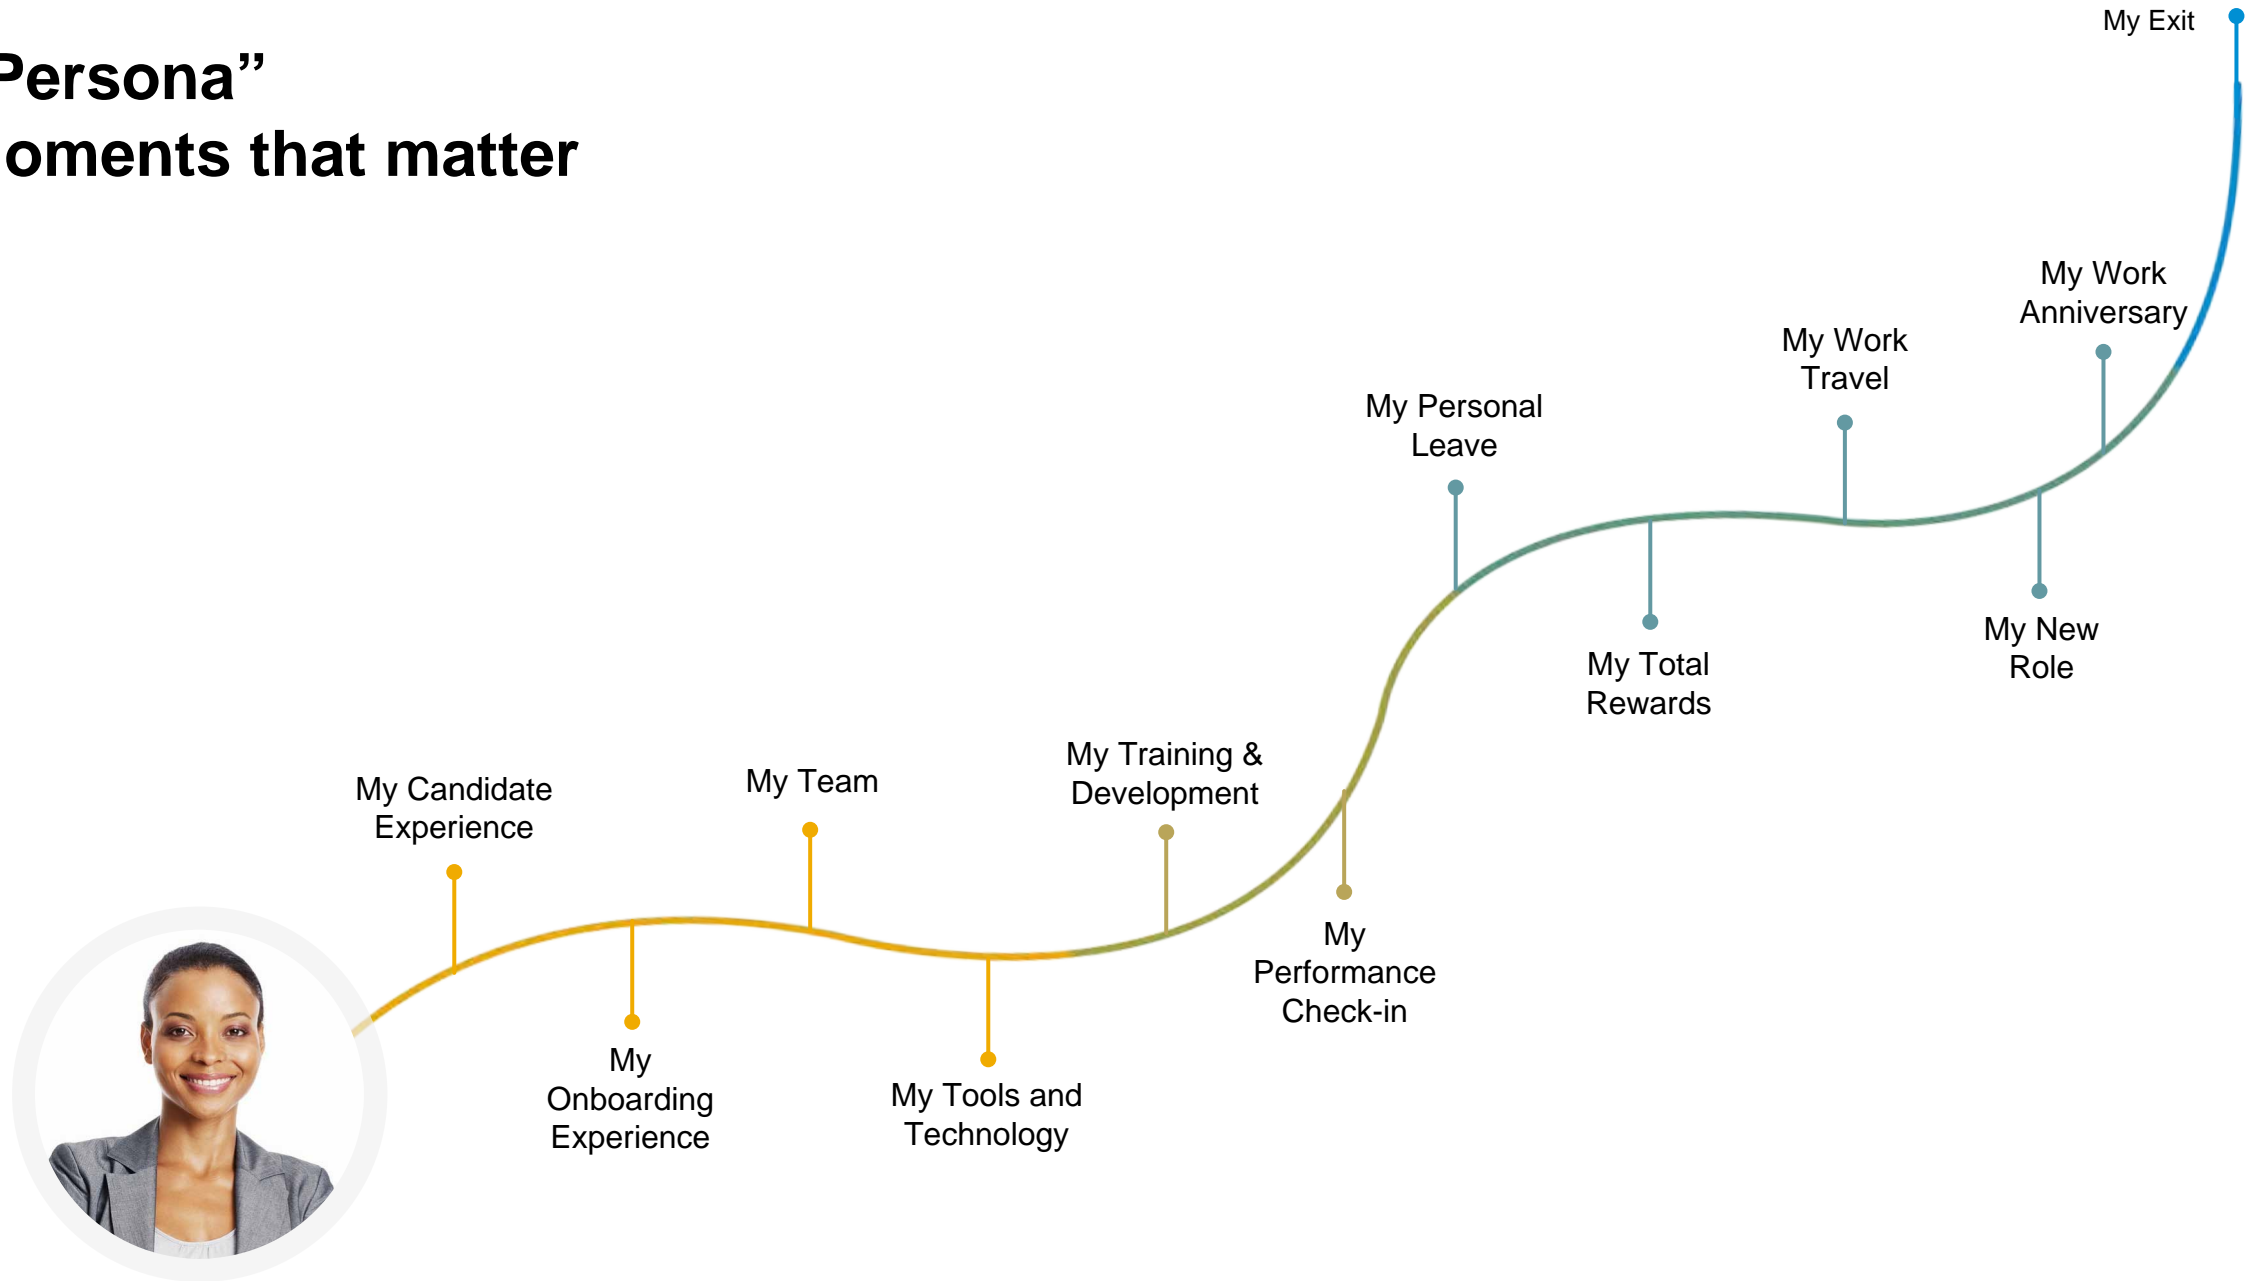 Persona”
oments that matter
My Exit
My Work
Anniversary
My Work
Travel
My Personal
Leave
My New
Role
My Total
Rewards
My Training &
Development
My Team
My Candidate
Experience
My
Performance
Check-in
My
Onboarding
Experience
My Tools and
Technology